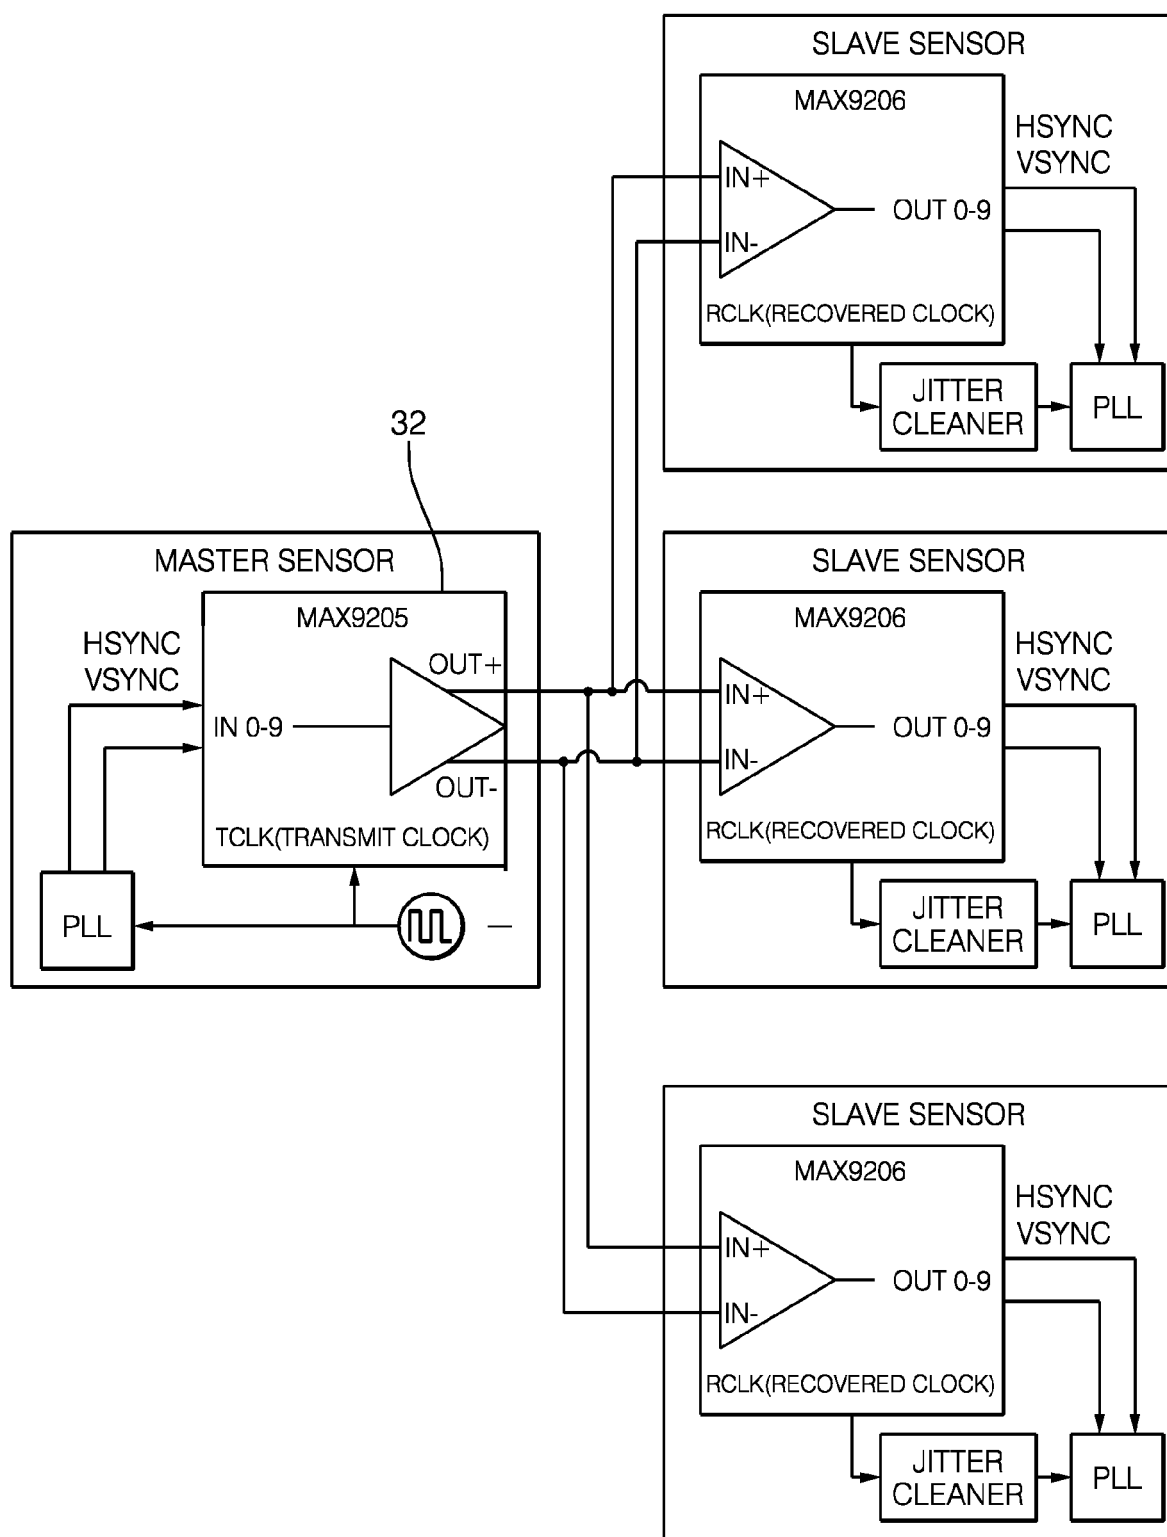 SLAVE SENSOR
MAX9206
HSYNC
VSYNC
IN+
OUT 0-9
IN-
RCLK(RECOVERED CLOCK)
JITTER
CLEANER
PLL
32
MASTER SENSOR
MAX9205
HSYNC
VSYNC
OUT+
IN 0-9
OUT-
TCLK(TRANSMIT CLOCK)
PLL
SLAVE SENSOR
MAX9206
HSYNC
VSYNC
IN+
OUT 0-9
IN-
RCLK(RECOVERED CLOCK)
JITTER
CLEANER
PLL
SLAVE SENSOR
MAX9206
HSYNC
VSYNC
IN+
OUT 0-9
IN-
RCLK(RECOVERED CLOCK)
JITTER
CLEANER
PLL